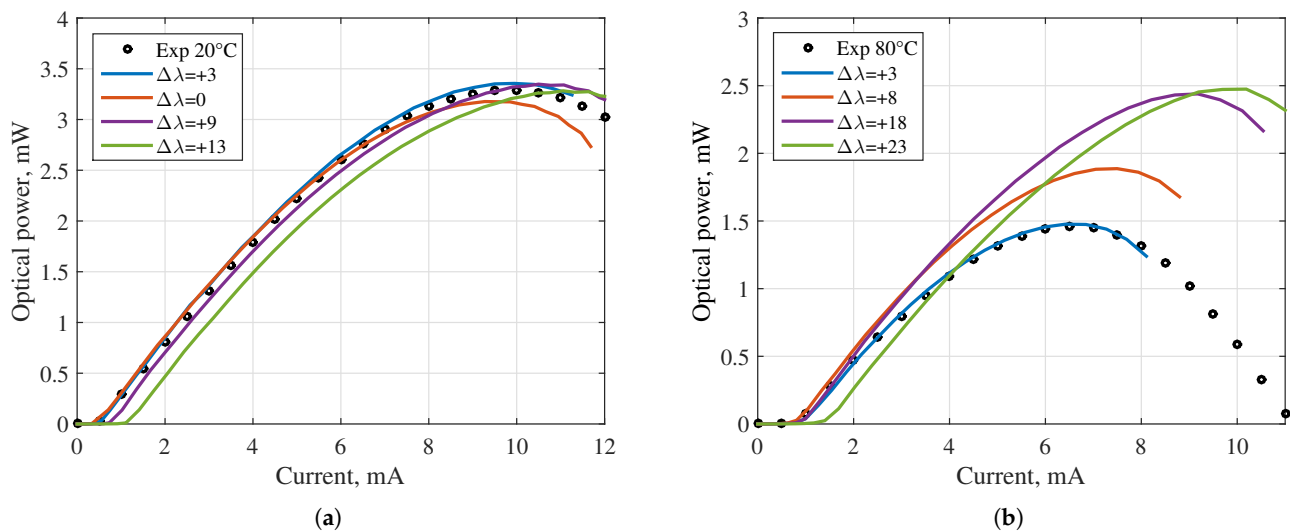 4
3.5
3
2.5
2
1.5
1
0.5
0
0 2 4 6 8 10 12
Optical power, mW
Current, mA
Exp 20°C
Δλ=+3
Δλ=0
Δλ=+9
Δλ=+13
(a)
3
2.5
2
1.5
1
0.5
0
0 2 4 6 8 10
Optical power, mW
Current, mA
Exp 80°C
Δλ=+3
Δλ=+8
Δλ=+18
Δλ=+23
(b)